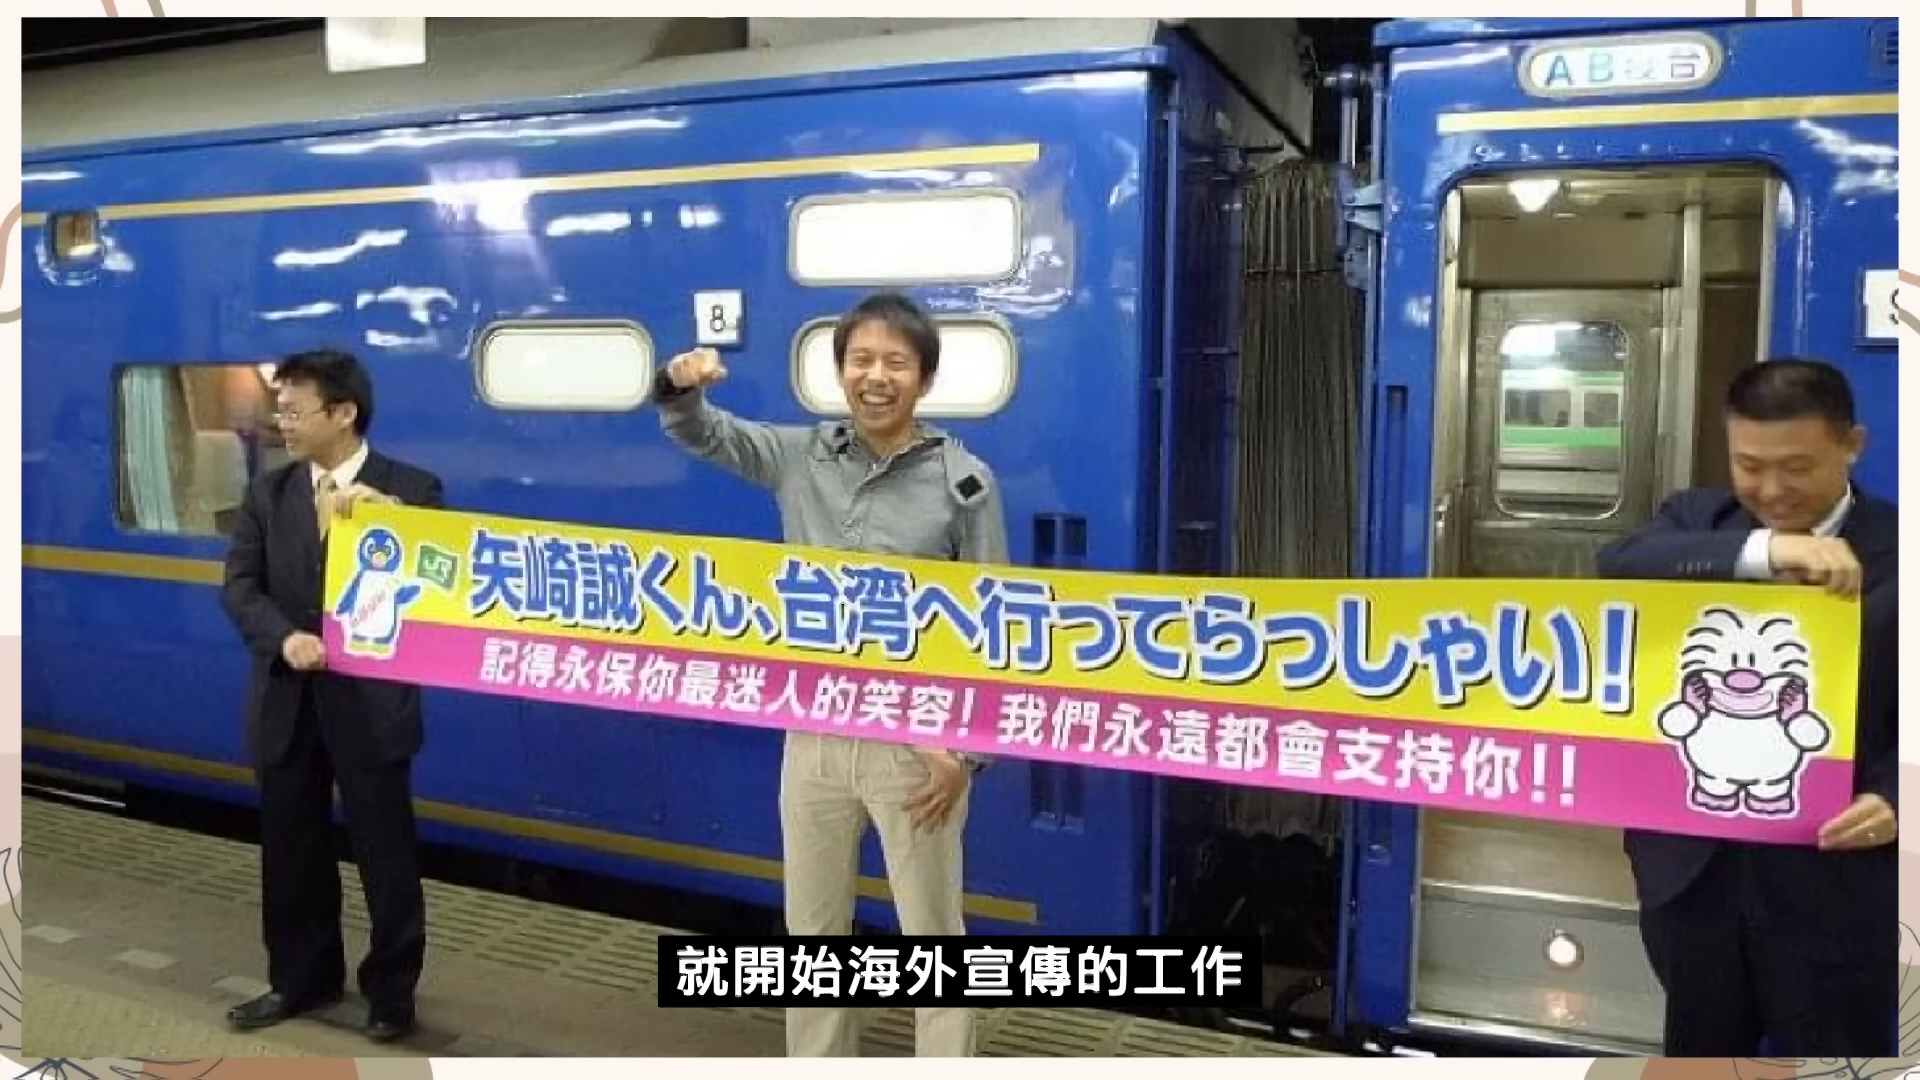 AB寝台
8
矢崎誠くん、台湾へ行ってらっしゃい!
記得永保你最迷人的笑容!我們永遠都會支持你!!
就開始海外宣傳的工作